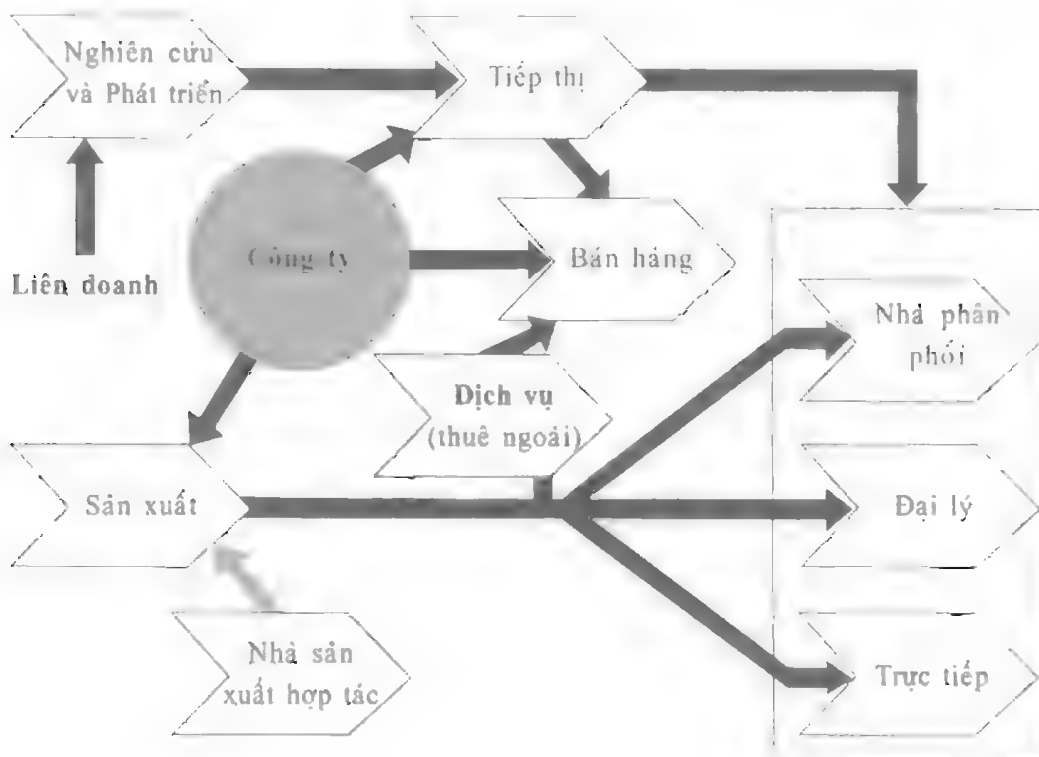 Nghiên cứu
và Phát triển
Tiếp thị
Công ty
Bán hàng
Liên doanh
Nhà phân
phối
Dịch vụ
(thuê ngoài)
Sản xuất
Đại lý
Nhà sản
xuất hợp tác
Trực tiếp